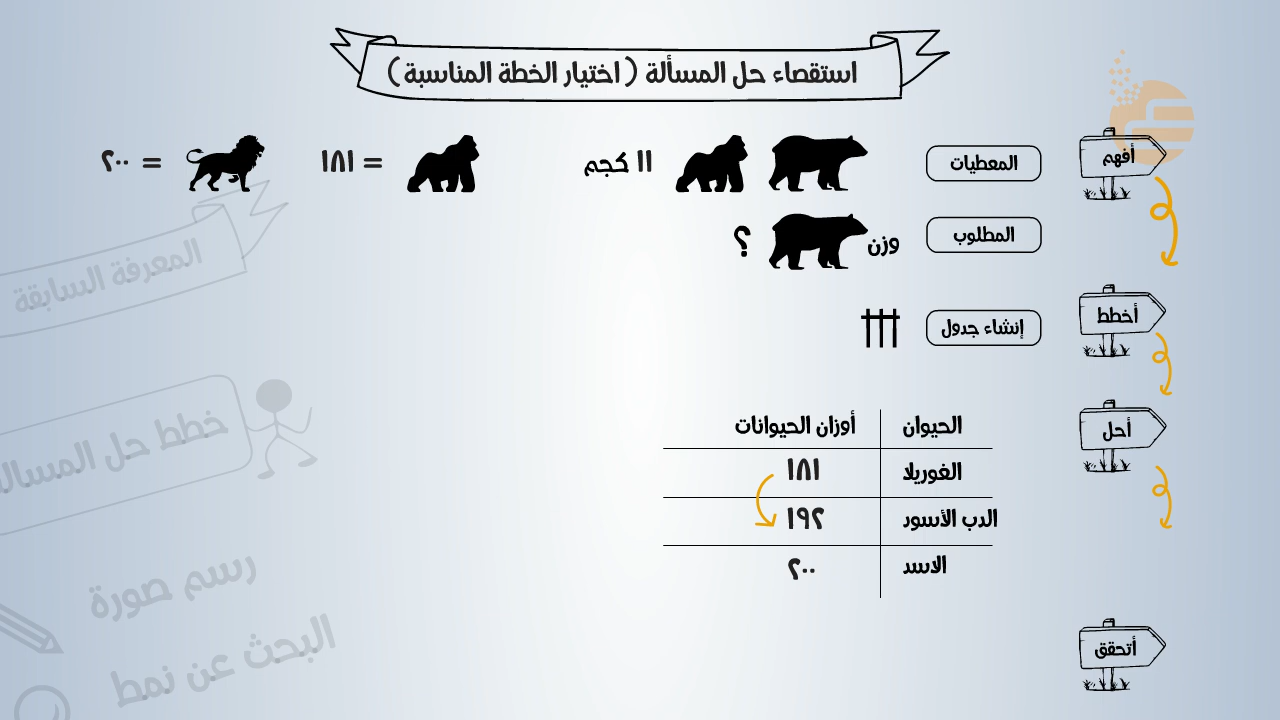 استقصاء حل المسألة ( اختيار الخطة المناسبة )
أفهم
المعطيات
١١ كجم
= ١٨١
= ٢٠٠
المطلوب
وزن ؟
أخطط
إنشاء جدول
أحل
الحيوان أوزان الحيوانات
الغوريلا ١٨١
الدب الأسود ١٩٢
الاسد ٢٠٠
أتحقق
المعرفة السابقة
خطط حل المسال
رسم صورة
البحث عن نمط